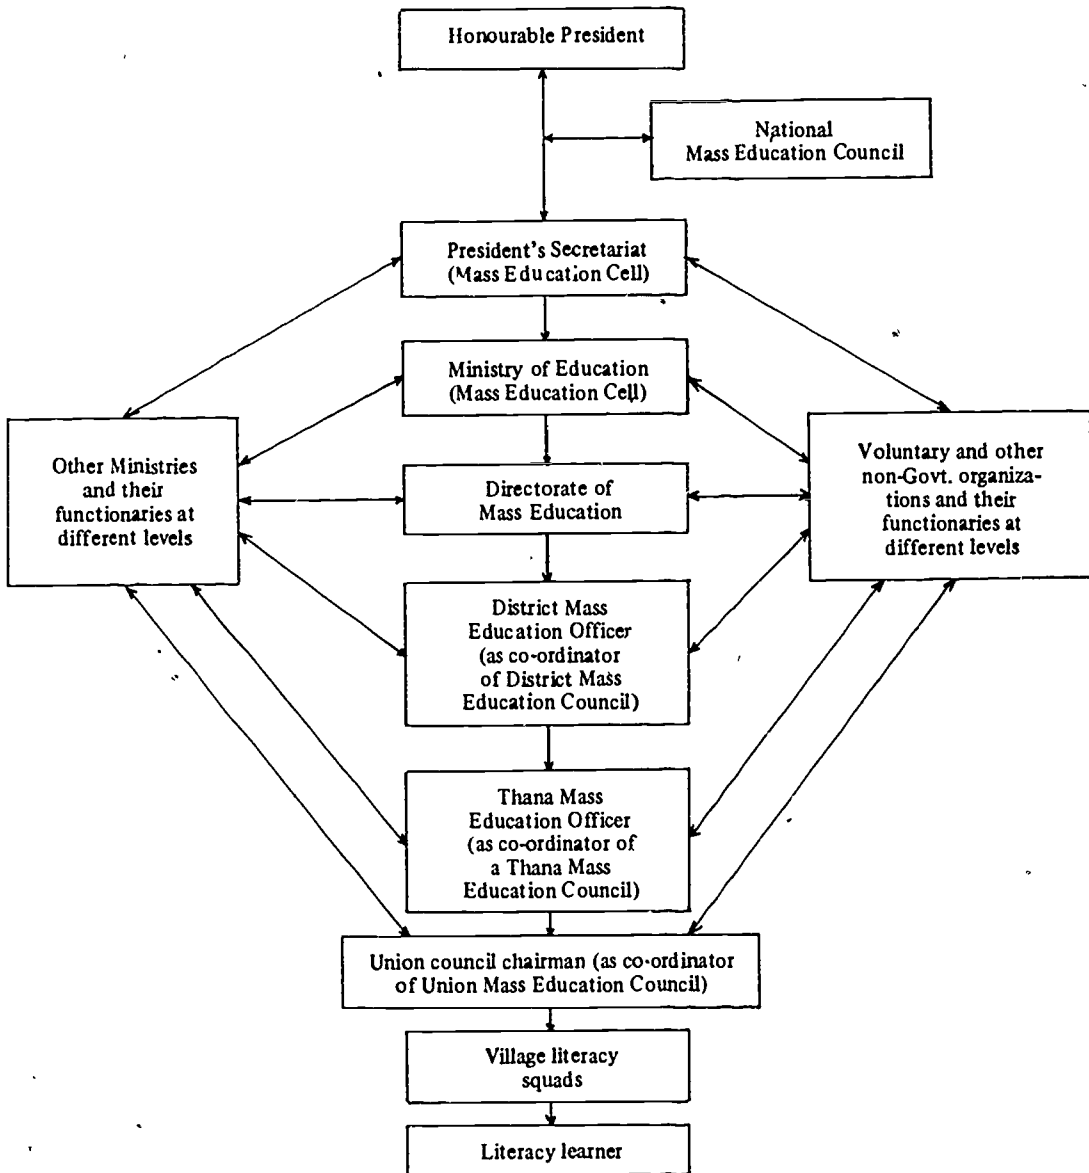 Honourable President
National
Mass Education Council
President's Secretariat
(Mass Education Cell)
Ministry of Education
(Mass Education Cell)
Other Ministries
and their
functionaries at
different levels
Directorate of
Mass Education
Voluntary and other
non-Govt. organiza-
tions and their
functionaries at
different levels
District Mass
Education Officer
(as co-ordinator
of District Mass
Education Council)
Thana Mass
Education Officer
(as co-ordinator of
a Thana Mass
Education Council)
Union council chairman (as co-ordinator
of Union Mass Education Council)
Village literacy
squads
Literacy learner